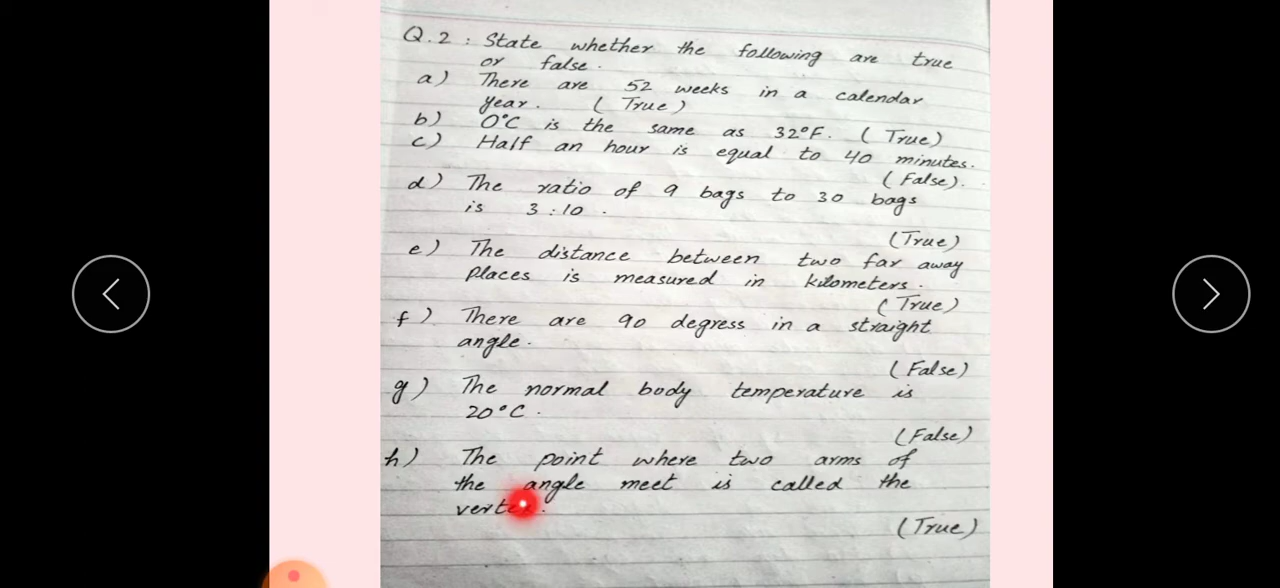 Q.2 : State whether the following are true
or false.
a) There are 52 weeks in a calendar
year. (True)
b) 0°C is the same as 32°F. (True)
c) Half an hour is equal to 40 minutes.
(False).
d) The ratio of 9 bags to 30 bags
is 3:10.
(True)
e) The distance between two far away
places is measured in kilometers.
(True)
f) There are 90 degress in a straight
angle.
(False)
g) The normal body temperature is
20°C.
(False)
h) The point where two arms of
the angle meet is called the
vertex.
(True)